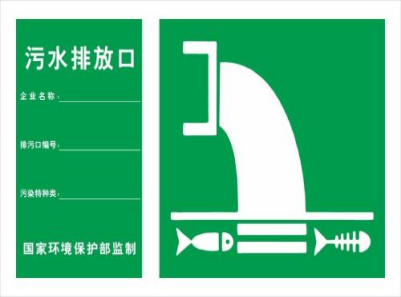 污水排放口
企业名称：
排污口编号：
污染特种类：
国家环境保护部监制